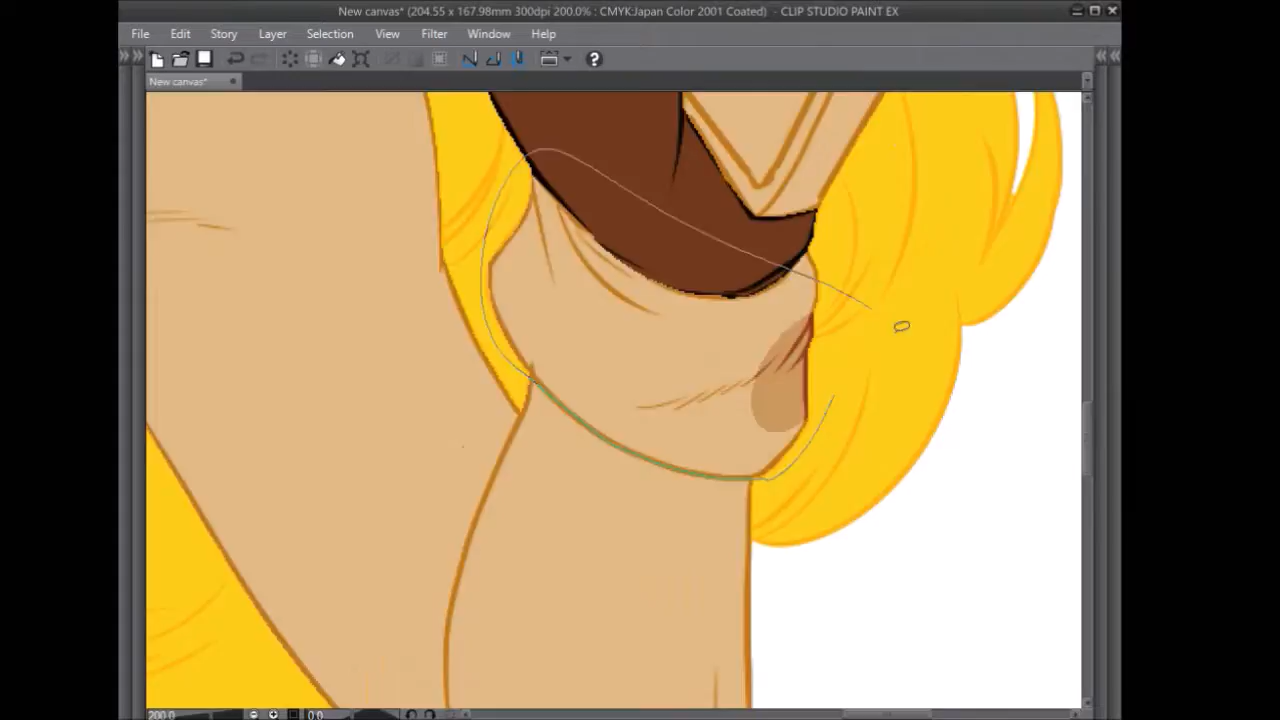 New canvas* (204.55 x 167.98mm 300dpi 200.0% : CMYK:Japan Color 2001 Coated) - CLIP STUDIO PAINT EX
File Edit Story Layer Selection View Filter Window Help
New canvas*
200.0 0.0